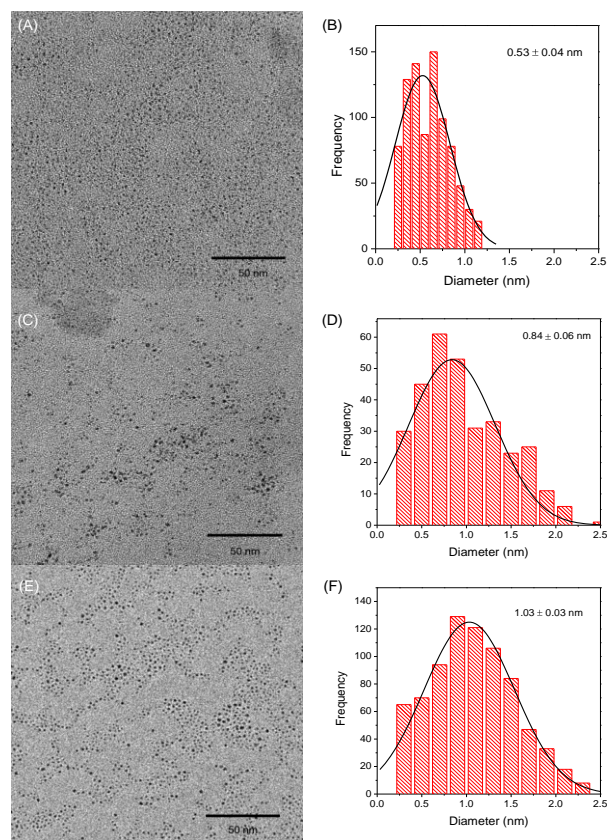 (A)
50 nm
(B)
0.53 ± 0.04 nm
Frequency
150
100
50
0
0.0 0.5 1.0 1.5 2.0 2.5
Diameter (nm)
(C)
50 nm
(D)
0.84 ± 0.06 nm
Frequency
60
50
40
30
20
10
0
0.0 0.5 1.0 1.5 2.0 2.5
Diameter (nm)
(E)
50 nm
(F)
1.03 ± 0.03 nm
Frequency
140
120
100
80
60
40
20
0
0.0 0.5 1.0 1.5 2.0 2.5
Diameter (nm)